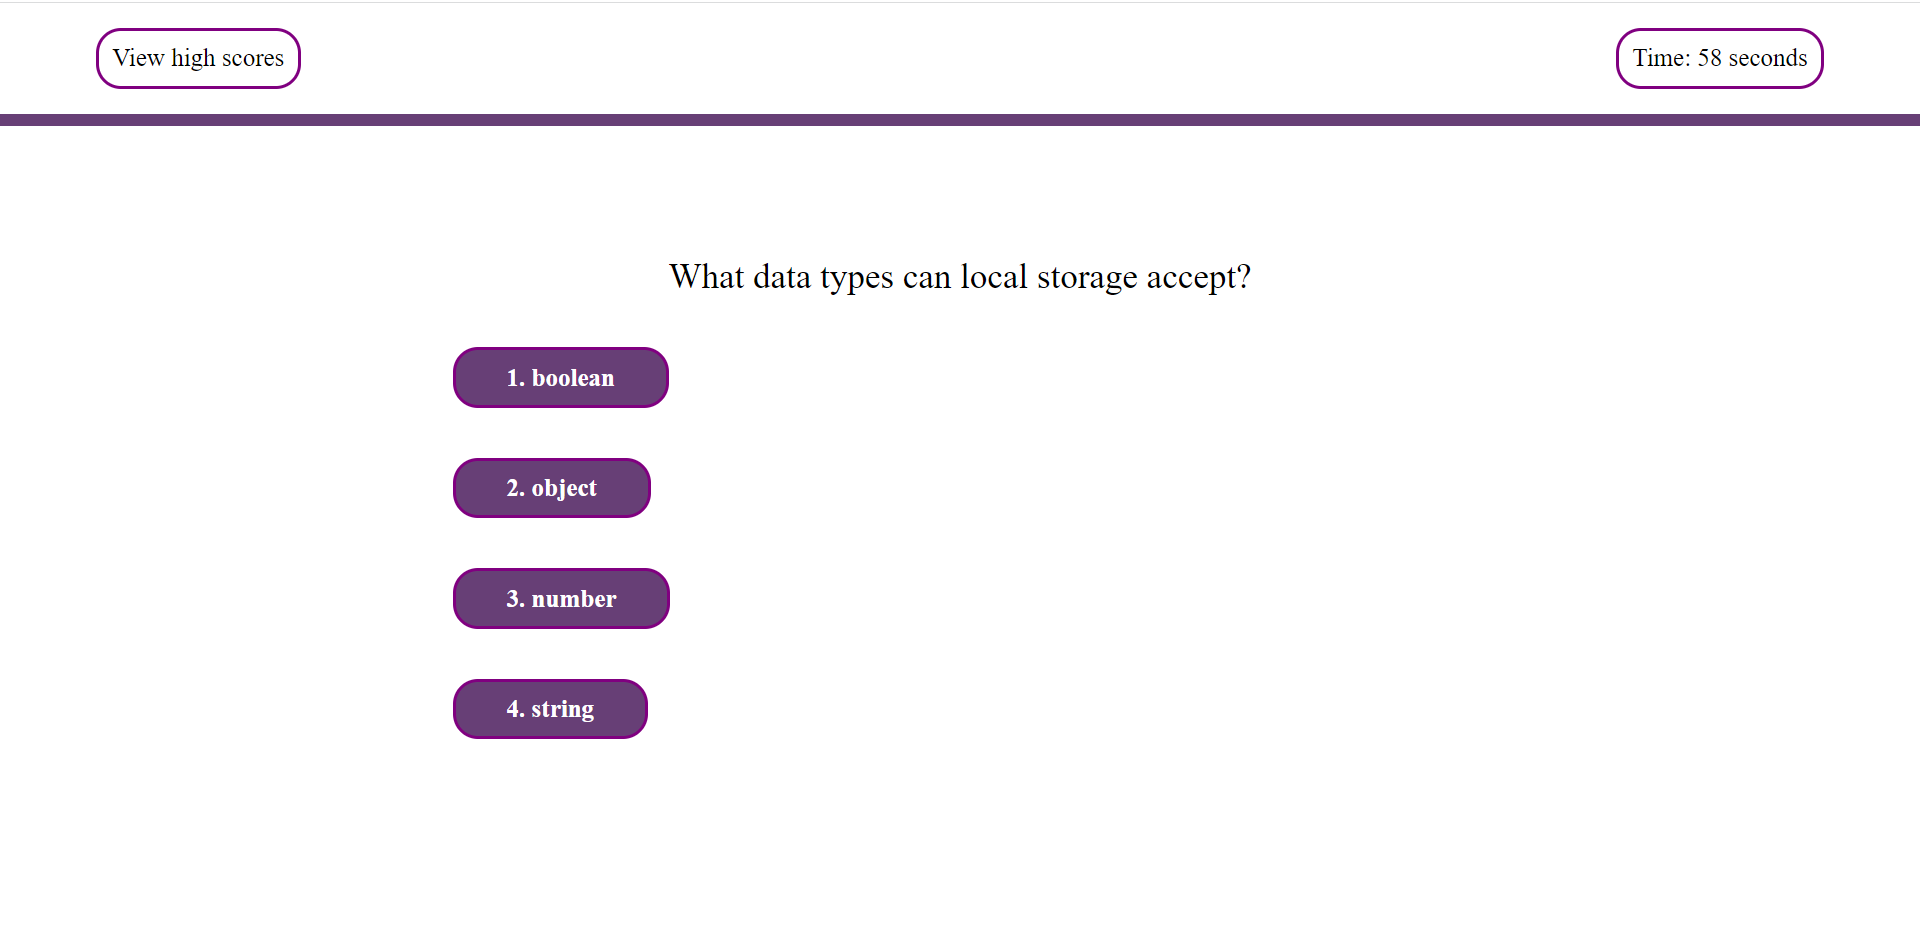 View high scores
Time: 58 seconds
What data types can local storage accept?
1. boolean
2. object
3. number
4. string